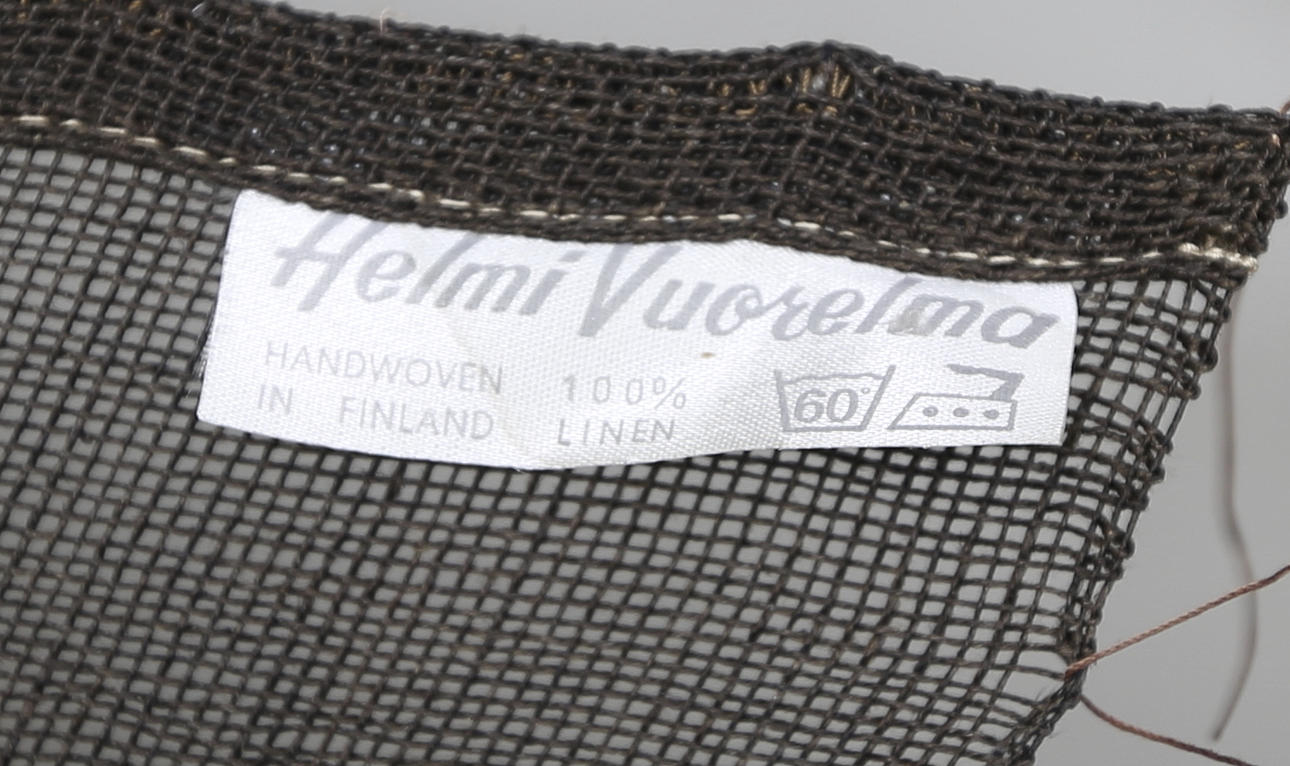 Helmi Vuorelma
HANDWOVEN
IN FINLAND
100%
LINEN
60°